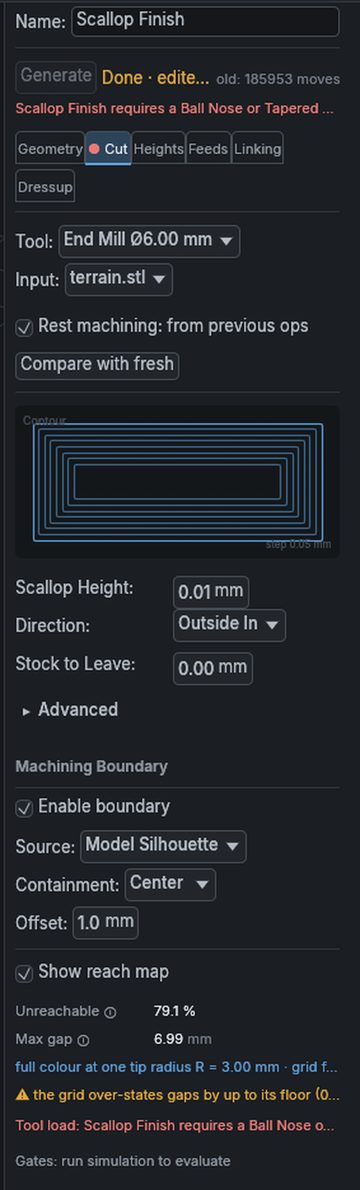 Name: Scallop Finish
Generate Done · edite... old: 185953 moves
Scallop Finish requires a Ball Nose or Tapered ...
Geometry Cut Heights Feeds Linking
Dressup
Tool: End Mill Ø6.00 mm
Input: terrain.stl
Rest machining: from previous ops
Compare with fresh
Contour
step 0.05 mm
Scallop Height: 0.01 mm
Direction: Outside In
Stock to Leave: 0.00 mm
Advanced
Machining Boundary
Enable boundary
Source: Model Silhouette
Containment: Center
Offset: 1.0 mm
Show reach map
Unreachable 79.1 %
Max gap 6.99 mm
full colour at one tip radius R = 3.00 mm · grid f...
⚠ the grid over-states gaps by up to its floor (0...
Tool load: Scallop Finish requires a Ball Nose o...
Gates: run simulation to evaluate